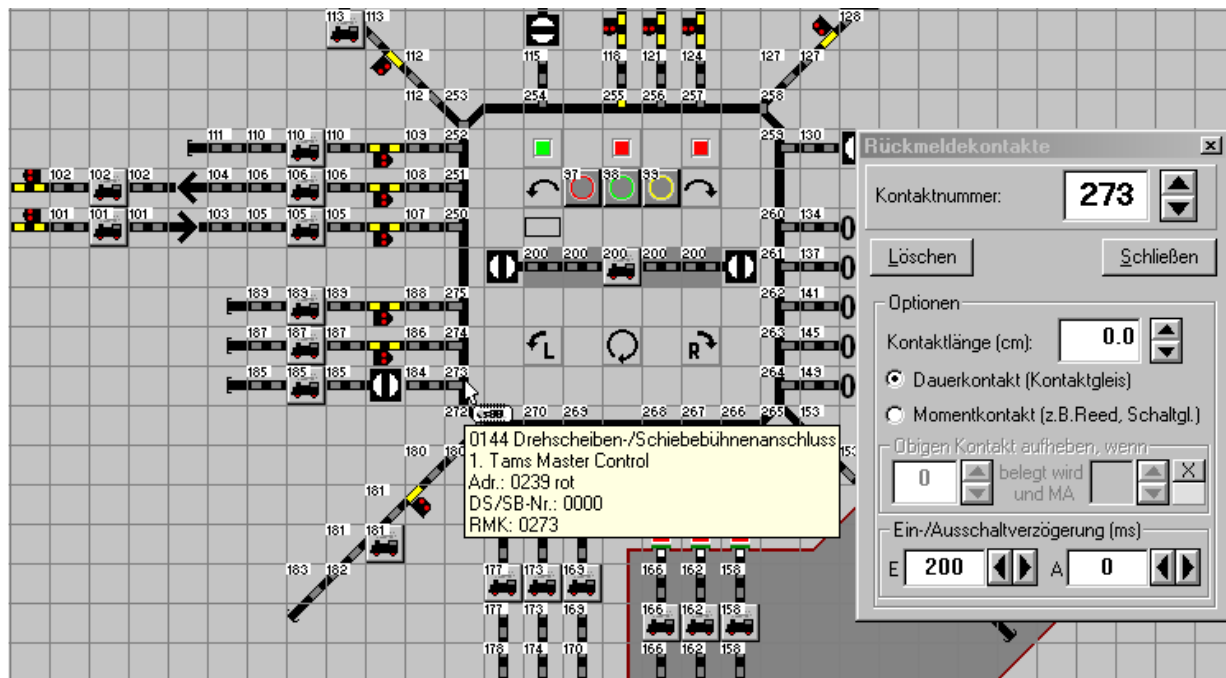 113 113 128
112 115 118 121 124 127 127
112 253 254 255 256 257 258
111 110 110 110 109 252 259 130
102 102 102 104 106 106 108 251 97 98 99
101 101 101 103 105 105 107 250 260 134
200 200 200 200 200 261 137
189 189 189 188 275 262 141
187 187 187 186 274 L R 263 145
185 185 185 184 273 264 149
272 270 269 268 267 266 265 153
180 180
181
181 181
183 182
177 173 169 166 162 158
177 173 169 166 162 158
178 174 170 166 162 158
0144 Drehscheiben-/Schiebebühnenanschluss
1. Tams Master Control
Adr.: 0239 rot
DS/SB-Nr.: 0000
RMK: 0273
Rückmeldekontakte
Kontaktnummer: 273
Löschen Schließen
Optionen
Kontaktlänge (cm): 0.0
Dauerkontakt (Kontaktgleis)
Momentkontakt (z.B.Reed, Schaltgl.)
Obigen Kontakt aufheben, wenn
0 belegt wird X
und MA
Ein-/Ausschaltverzögerung (ms)
E 200 A 0